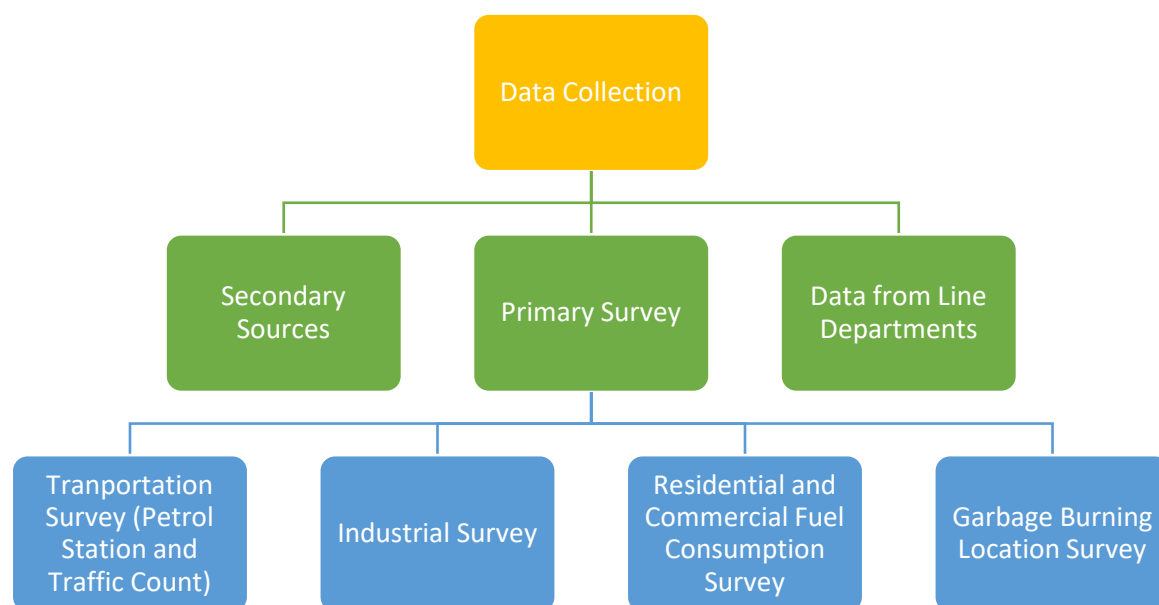 Data Collection
Secondary
Sources
Primary Survey
Data from Line
Departments
Tranportation
Survey (Petrol
Station and
Traffic Count)
Industrial Survey
Residential and
Commercial Fuel
Consumption
Survey
Garbage Burning
Location Survey